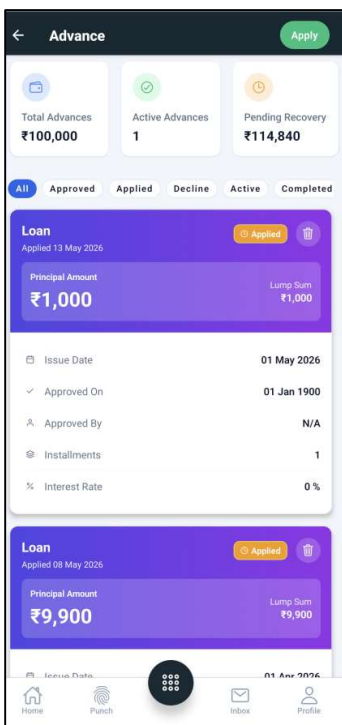 Advance
Apply
Total Advances
₹100,000
Active Advances
1
Pending Recovery
₹114,840
All Approved Applied Decline Active Completed
Loan
Applied
Applied 13 May 2026
Principal Amount
₹1,000
Lump Sum
₹1,000
Issue Date 01 May 2026
Approved On 01 Jan 1900
Approved By N/A
Installments 1
Interest Rate 0 %
Loan
Applied
Applied 08 May 2026
Principal Amount
₹9,900
Lump Sum
₹9,900
Issue Date 01 Apr 2026
Home Punch Inbox Profile